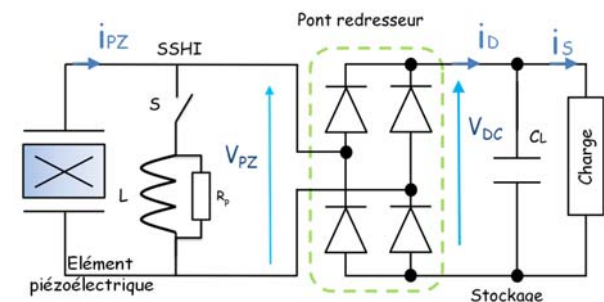 Pont redresseur
iPZ
SSHI
iD
iS
S
VPZ
VDC
CL
Charge
L
Rp
Elément
piézoélectrique
Stockage